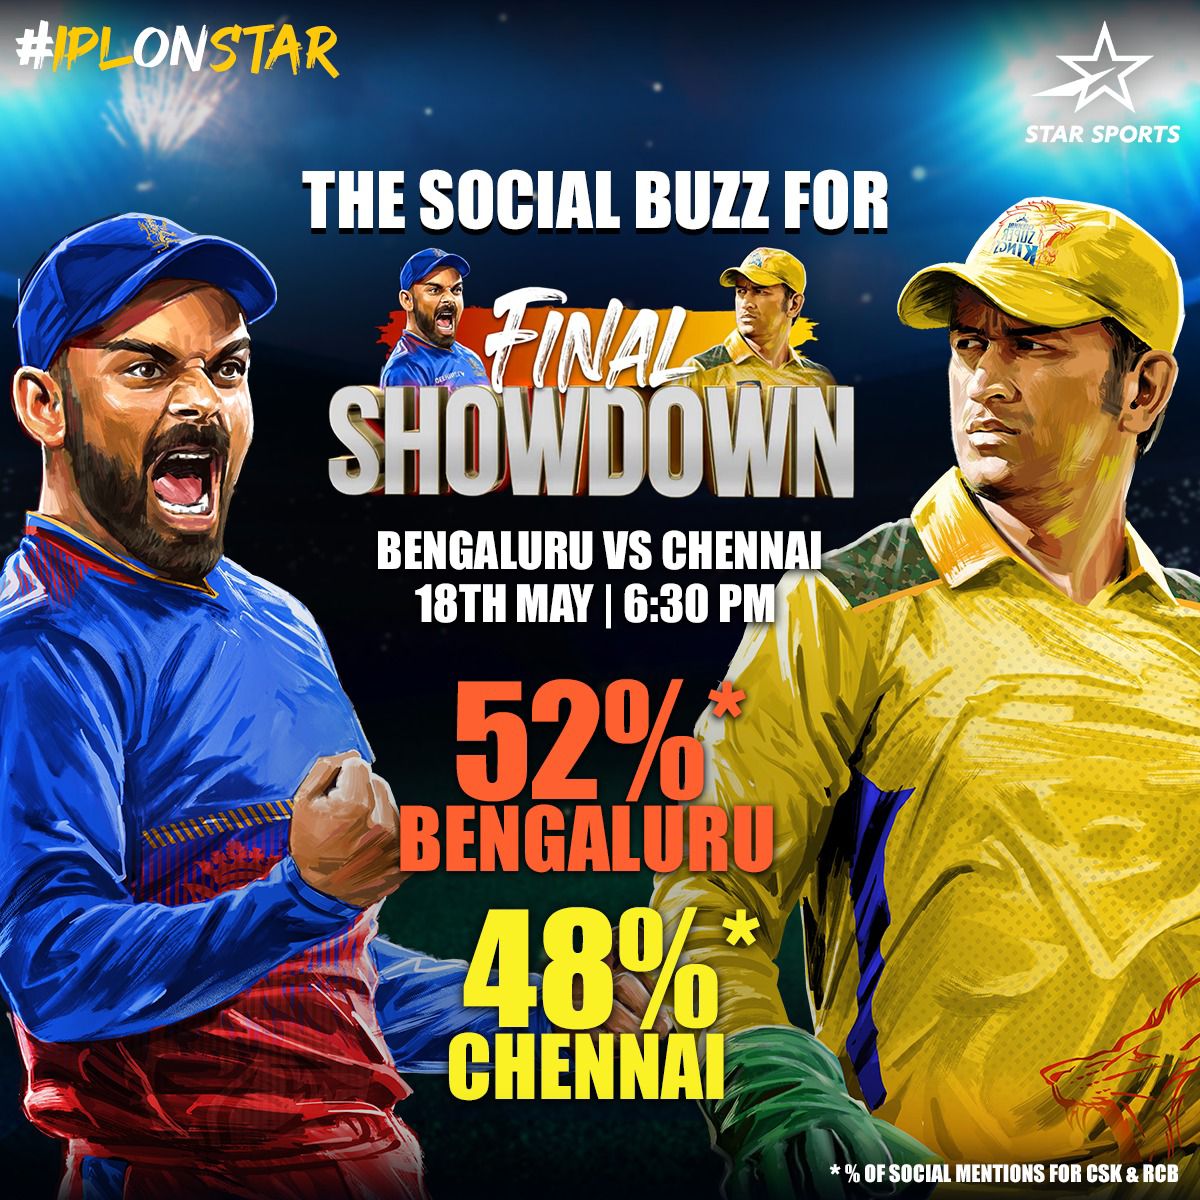 #IPLONSTAR
STAR SPORTS
THE SOCIAL BUZZ FOR
FINAL
SHOWDOWN
BENGALURU VS CHENNAI
18TH MAY | 6:30 PM
52%*
BENGALURU
48%*
CHENNAI
* % OF SOCIAL MENTIONS FOR CSK & RCB